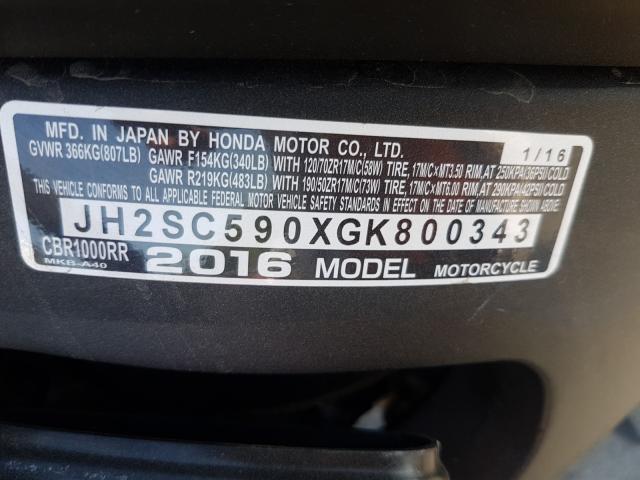 MFD. IN JAPAN BY HONDA MOTOR CO., LTD. 1/16
GVWR 366KG(807LB) GAWR F154KG(340LB) WITH 120/70ZR17M/C(58W) TIRE, 17M/C×MT3.50 RIM, AT 250KPA(36PSI)COLD
GAWR R219KG(483LB) WITH 190/50ZR17M/C(73W) TIRE, 17M/C×MT6.00 RIM, AT 290KPA(42PSI)COLD
THIS VEHICLE CONFORMS TO ALL APPLICABLE FEDERAL MOTOR VEHICLE SAFETY STANDARDS IN EFFECT ON THE DATE OF MANUFACTURE SHOWN ABOVE.
JH2SC590XGK800343
CBR1000RR 2016 MODEL MOTORCYCLE
MKB-A40